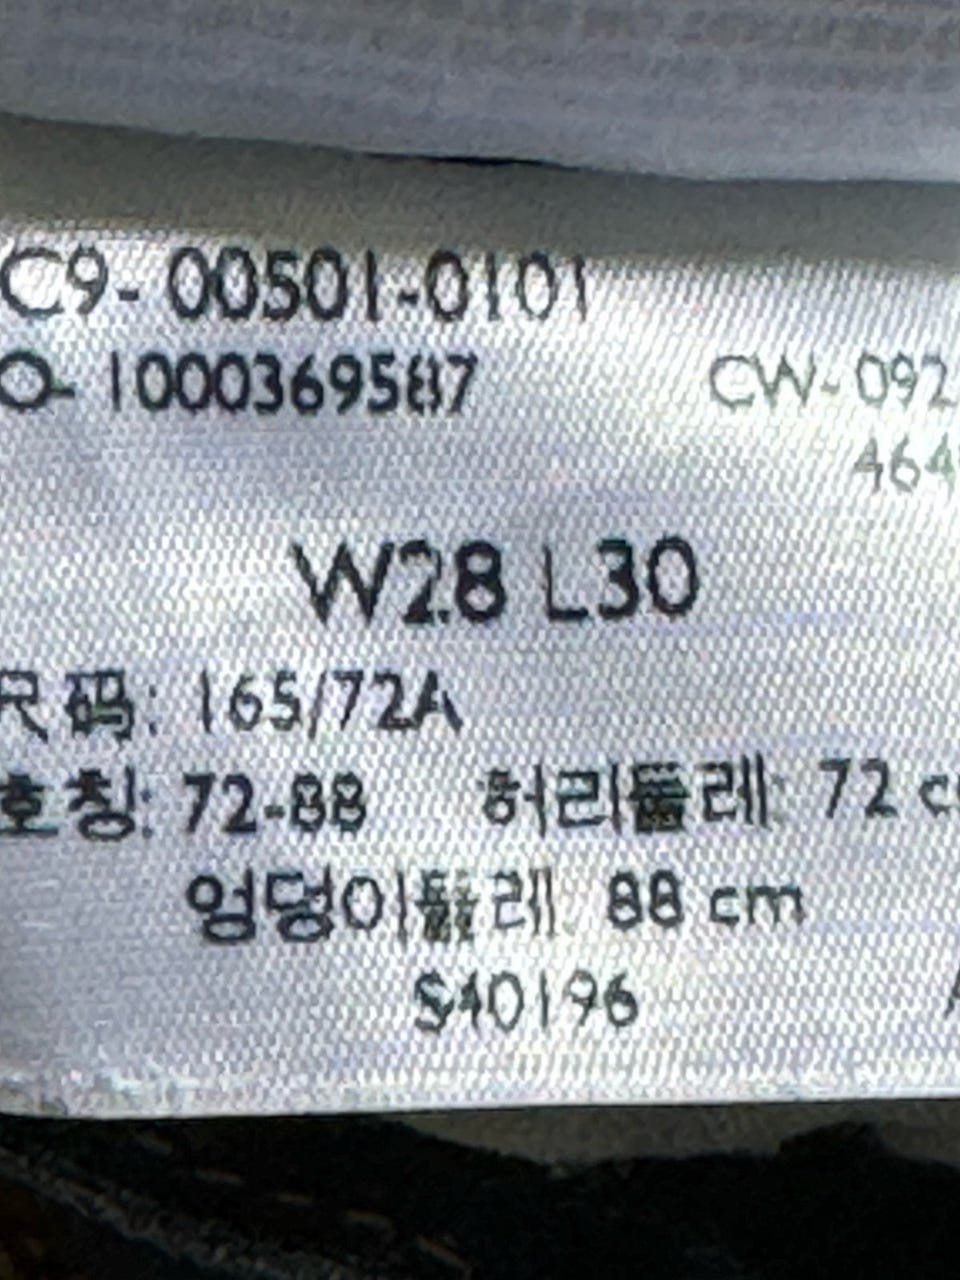 C9- 00501-0101
O- 1000369587 CW- 092
464
W28 L30
尺码: 165/72A
호칭: 72-88 허리둘레: 72 c
엉덩이둘레: 88 cm
S40196